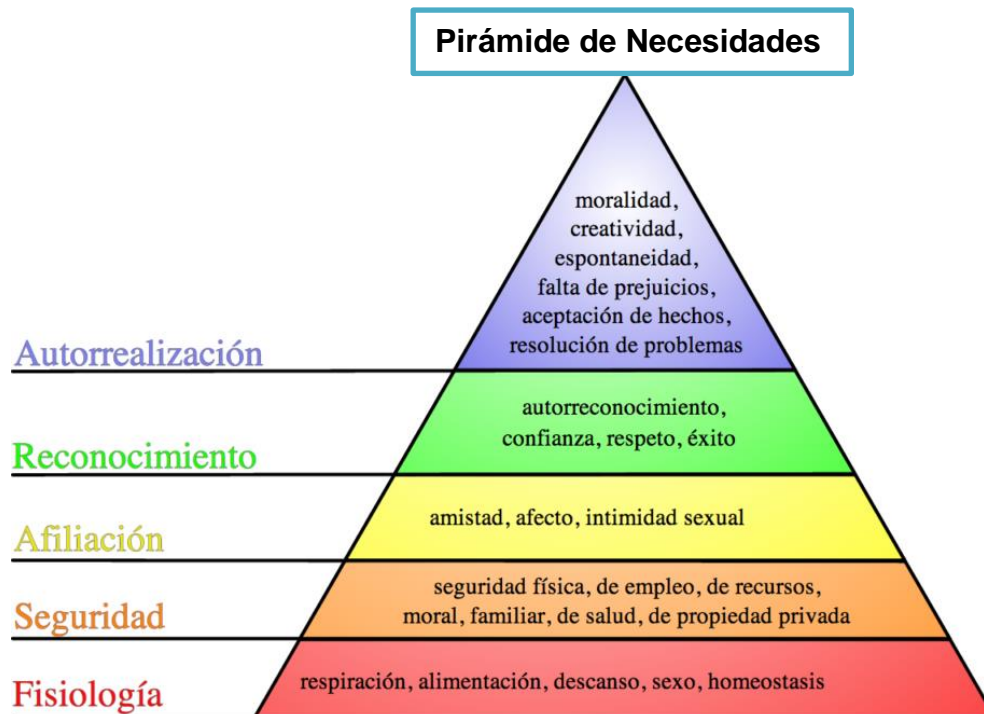 Pirámide de Necesidades
moralidad,
creatividad,
espontaneidad,
falta de prejuicios,
aceptación de hechos,
resolución de problemas
Autorrealización
autorreconocimiento,
confianza, respeto, éxito
Reconocimiento
amistad, afecto, intimidad sexual
Afiliación
seguridad física, de empleo, de recursos,
moral, familiar, de salud, de propiedad privada
Seguridad
respiración, alimentación, descanso, sexo, homeostasis
Fisiología